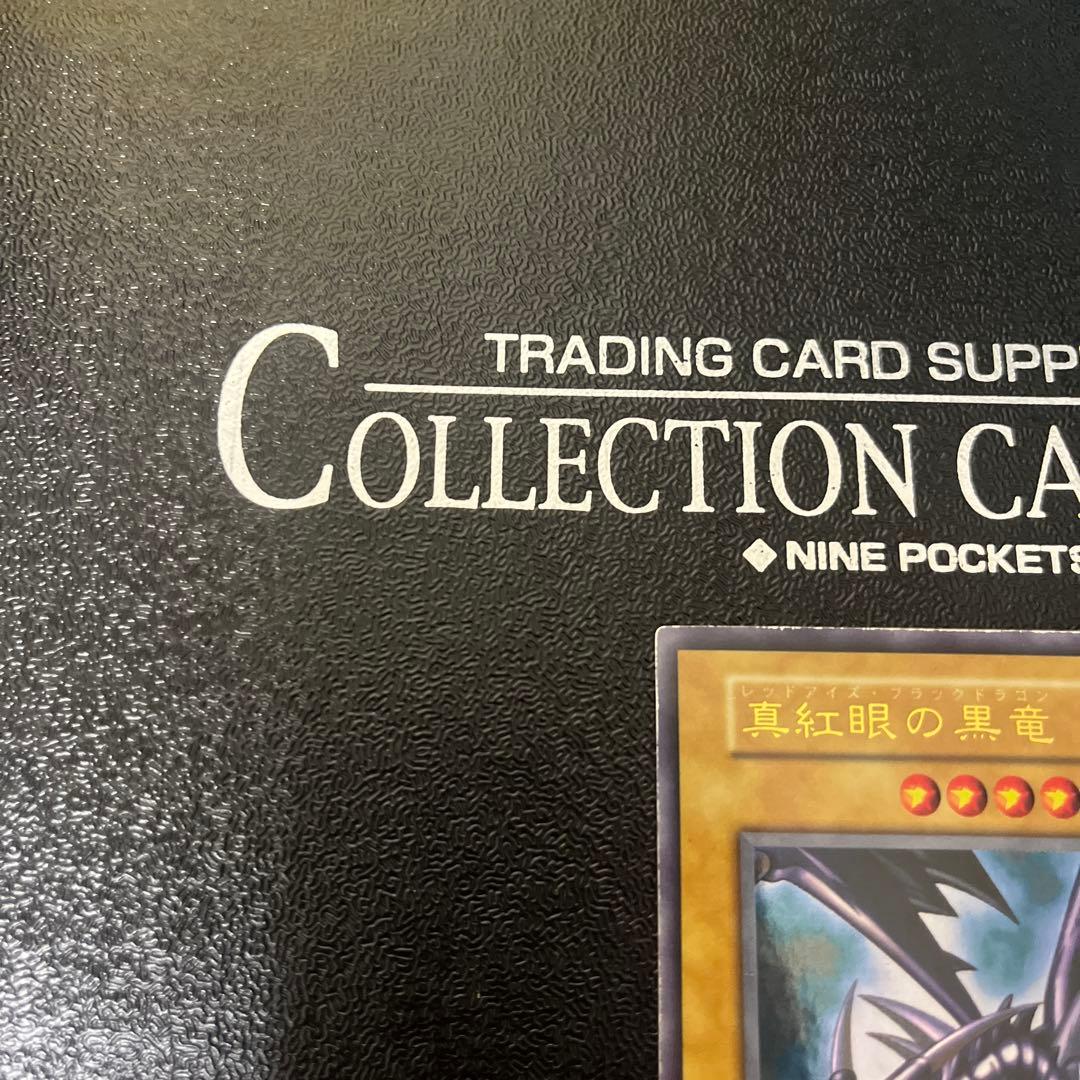 TRADING CARD SUPP
COLLECTION CA
◆NINE POCKETS
レッドアイズ・ブラックドラゴン
真紅眼の黒竜